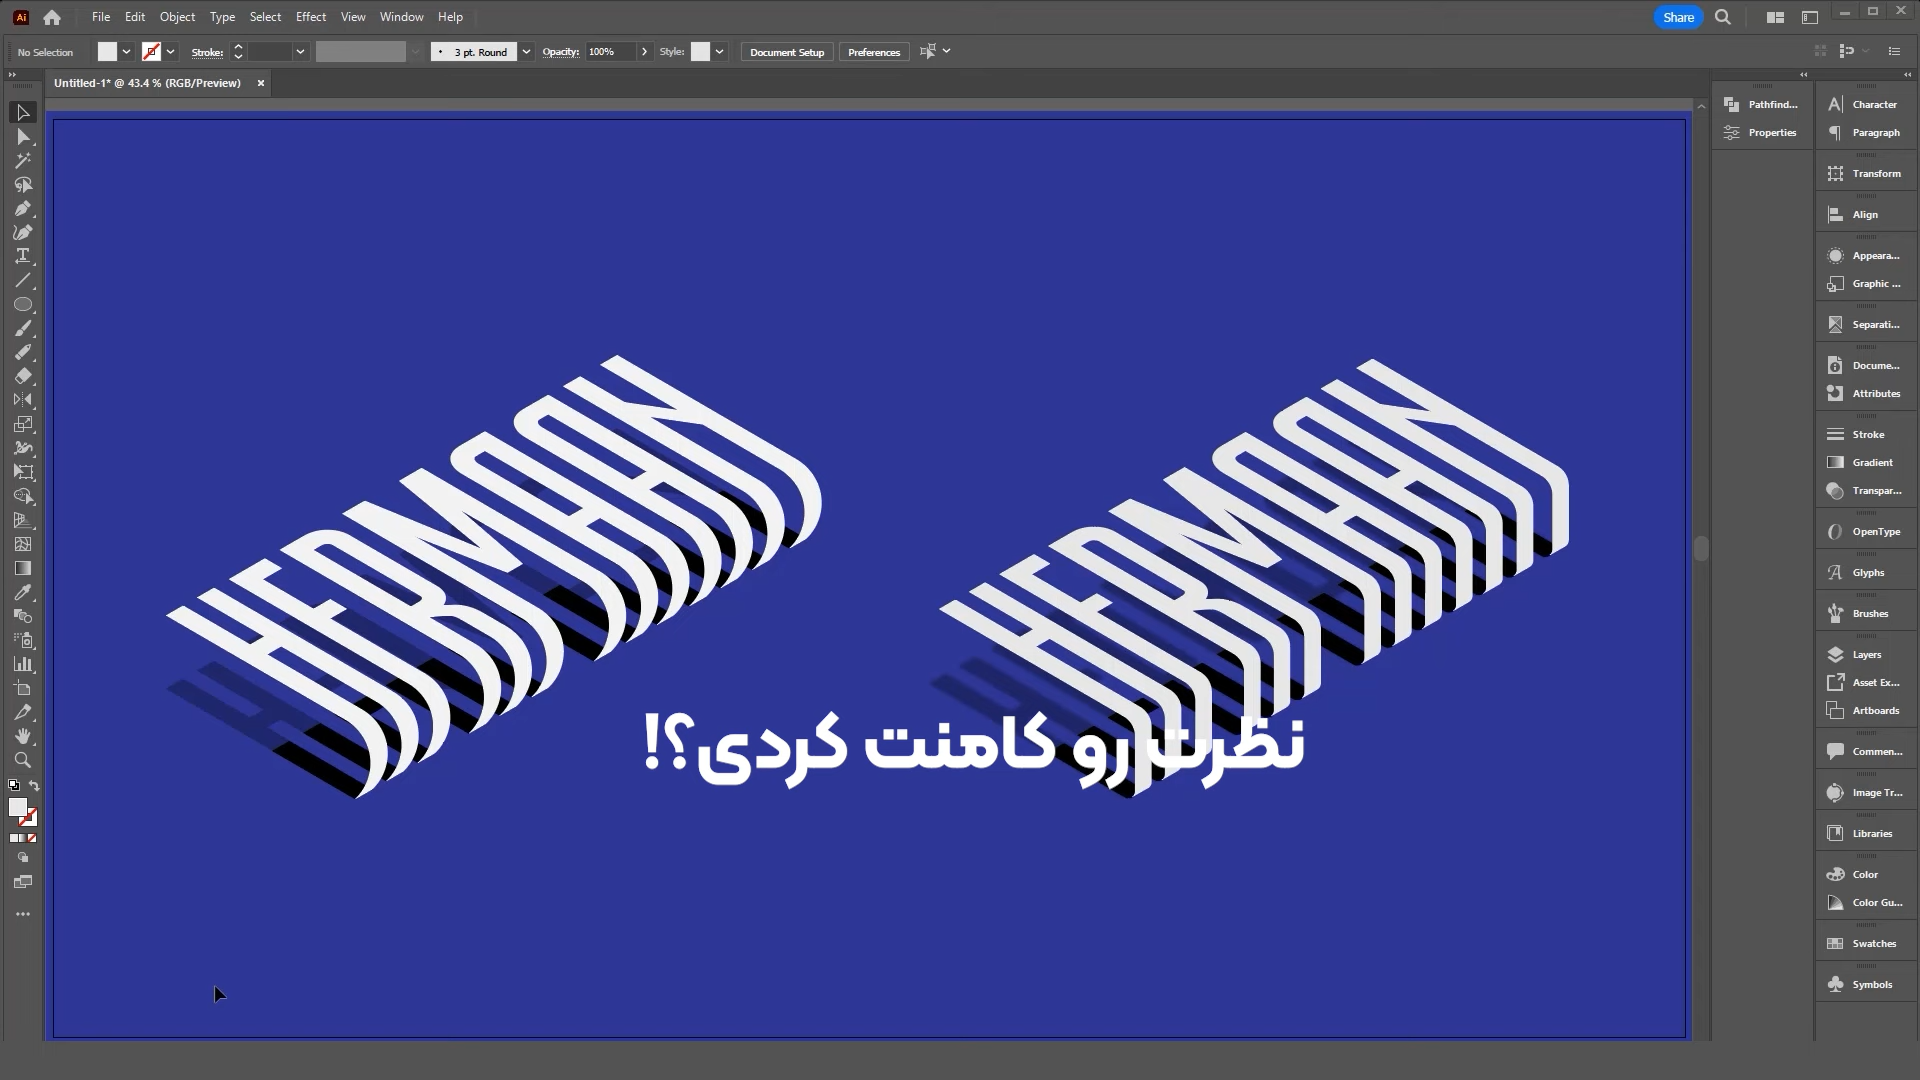 File Edit Object Type Select Effect View Window Help
Share
No Selection
Stroke:
3 pt. Round
Opacity: 100%
Style:
Document Setup
Preferences
Untitled-1* @ 43.4 % (RGB/Preview)
Pathfind...
Properties
Character
Paragraph
Transform
Align
Appeara...
Graphic ...
Separati...
Docume...
Attributes
Stroke
Gradient
Transpar...
OpenType
Glyphs
Brushes
Layers
Asset Ex...
Artboards
Commen...
Image Tr...
Libraries
Color
Color Gu...
Swatches
Symbols
HERMAN HERMAN
نظرت رو کامنت کردی؟!